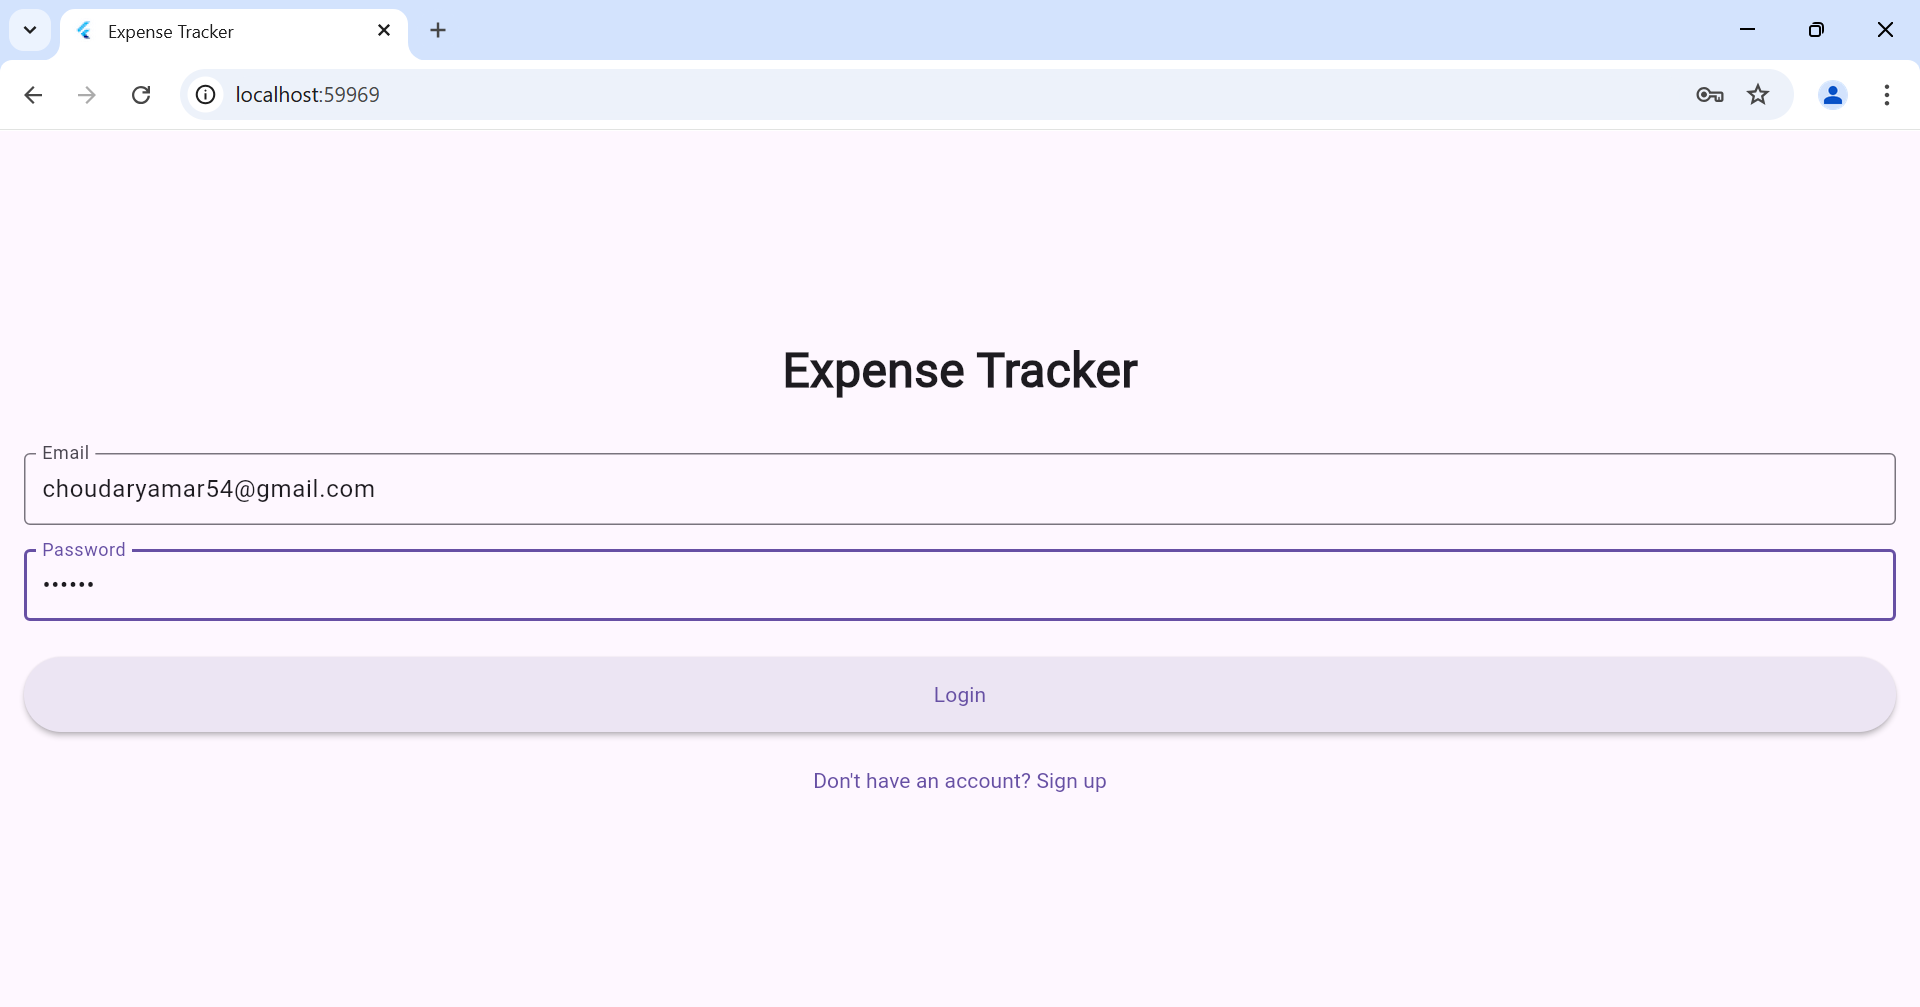 Expense Tracker
localhost:59969
Expense Tracker
Email
choudaryamar54@gmail.com
Password
••••••
Login
Don't have an account? Sign up